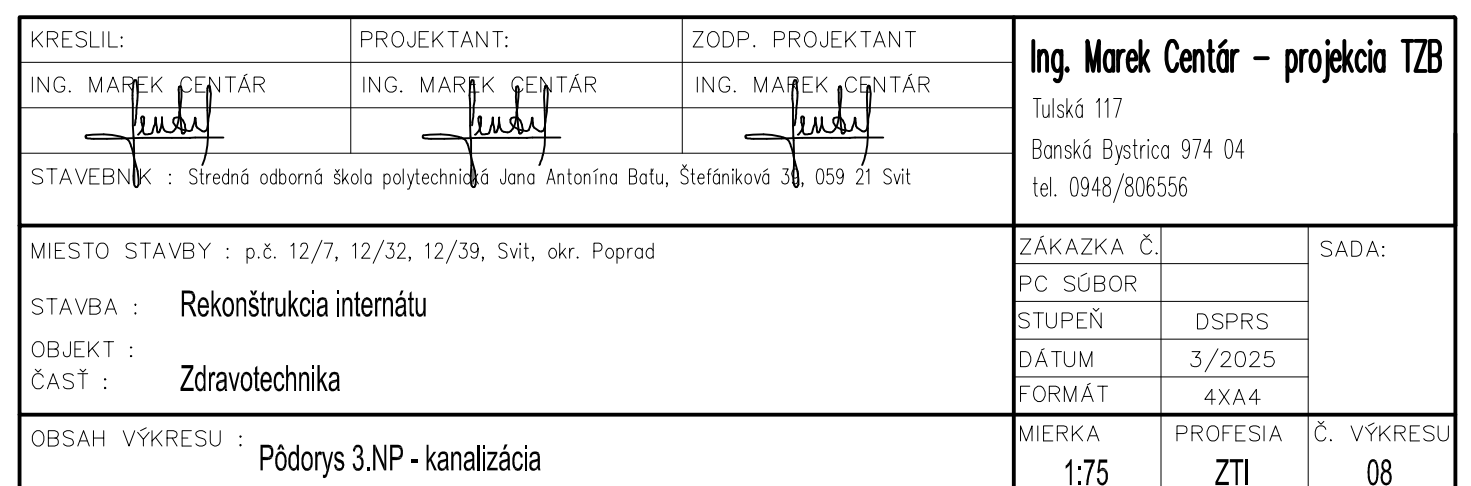 KRESLIL: PROJEKTANT: ZODP. PROJEKTANT
ING. MAREK CENTÁR ING. MAREK CENTÁR ING. MAREK CENTÁR
STAVEBNÍK : Stredná odborná škola polytechnická Jana Antonína Baťu, Štefániková 39, 059 21 Svit
Ing. Marek Centár – projekcia TZB
Tulská 117
Banská Bystrica 974 04
tel. 0948/806556
MIESTO STAVBY : p.č. 12/7, 12/32, 12/39, Svit, okr. Poprad
STAVBA : Rekonštrukcia internátu
OBJEKT :
ČASŤ : Zdravotechnika
ZÁKAZKA Č. SADA:
PC SÚBOR
STUPEŇ DSPRS
DÁTUM 3/2025
FORMÁT 4XA4
OBSAH VÝKRESU : Pôdorys 3.NP - kanalizácia
MIERKA PROFESIA Č. VÝKRESU
1:75 ZTI 08